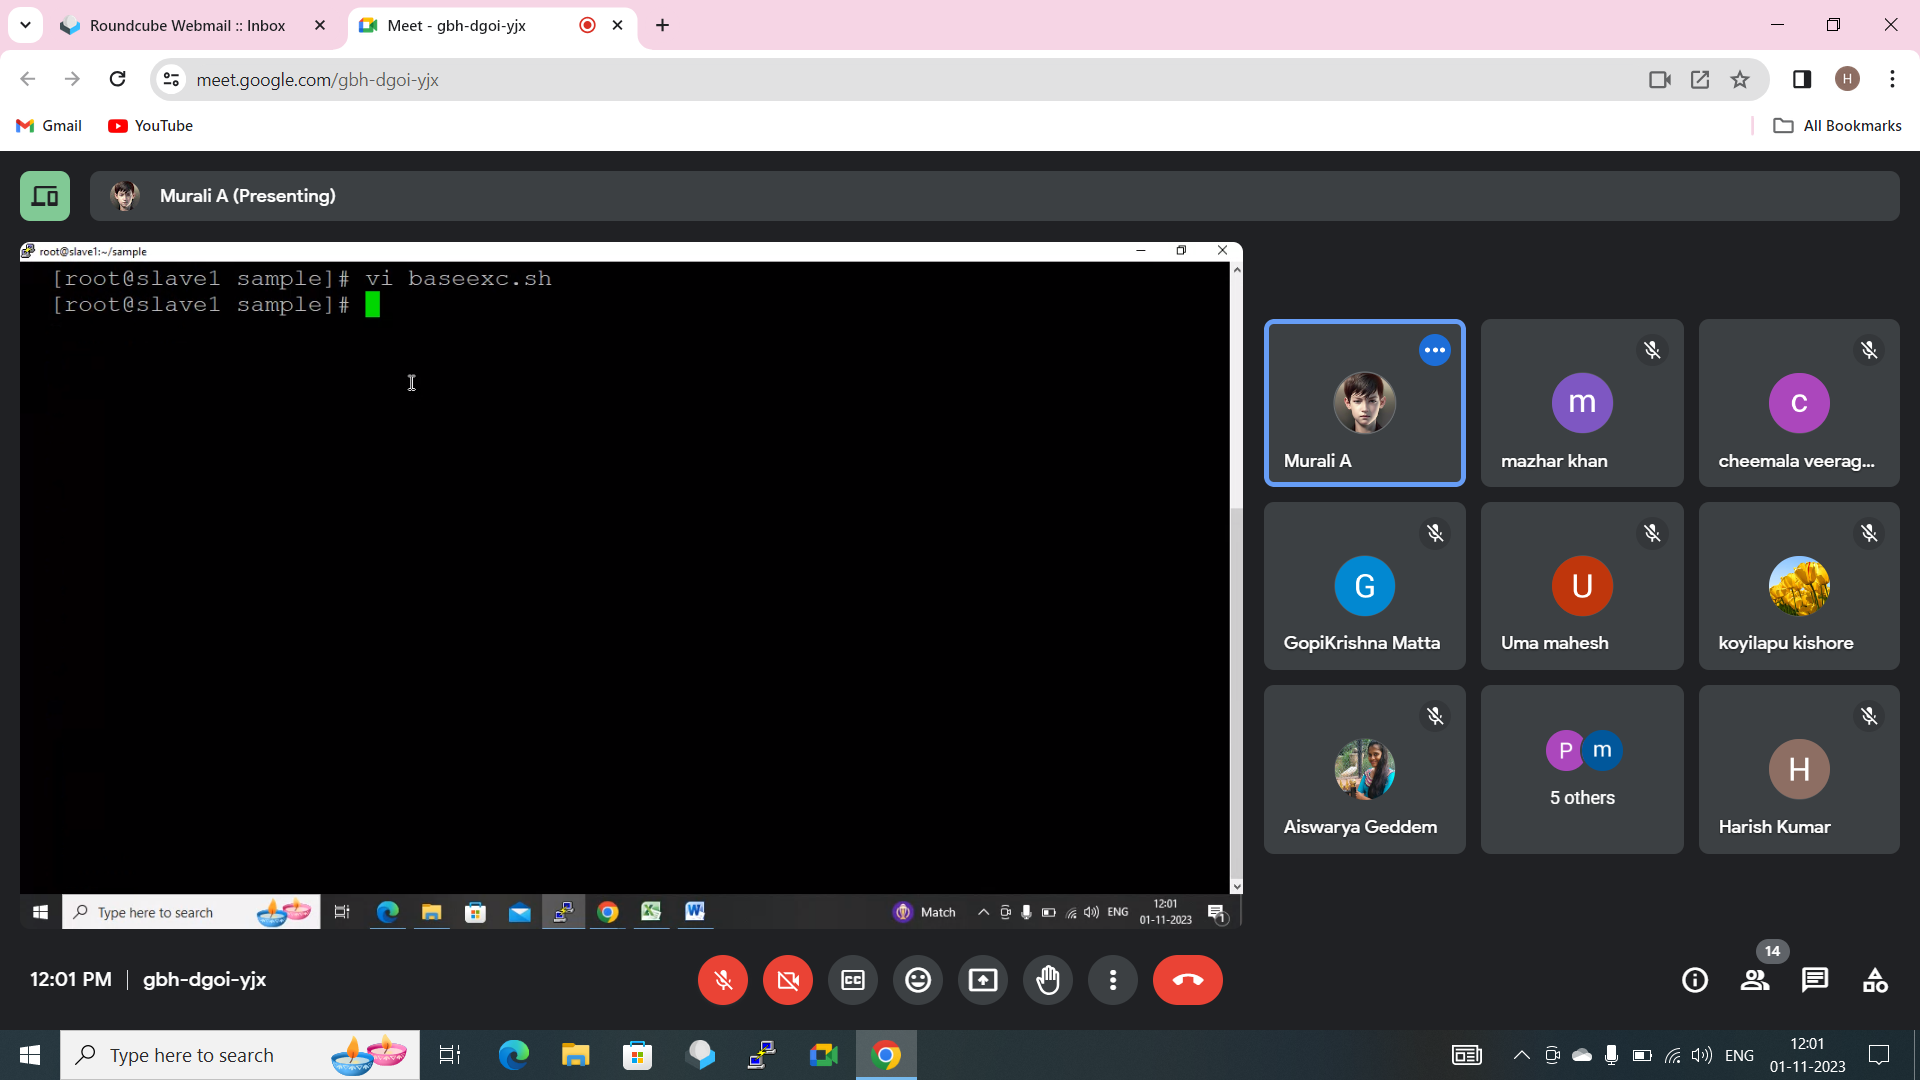 Roundcube Webmail :: Inbox
Meet - gbh-dgoi-yjx
meet.google.com/gbh-dgoi-yjx
H
Gmail
YouTube
All Bookmarks
Murali A (Presenting)
root@slave1:~/sample
[root@slave1 sample]# vi baseexc.sh
[root@slave1 sample]#
Murali A
m
mazhar khan
c
cheemala veerag...
G
GopiKrishna Matta
U
Uma mahesh
koyilapu kishore
Aiswarya Geddem
P m
5 others
H
Harish Kumar
Type here to search
Match
ENG
12:01
01-11-2023
1
12:01 PM | gbh-dgoi-yjx
CC
14
Type here to search
ENG
12:01
01-11-2023